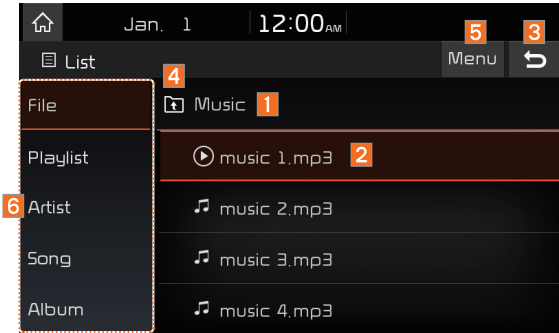 Jan. 1 12:00AM
5 3
List Menu
4
File Music 1
Playlist music 1.mp3 2
6 Artist music 2.mp3
Song music 3.mp3
Album music 4.mp3